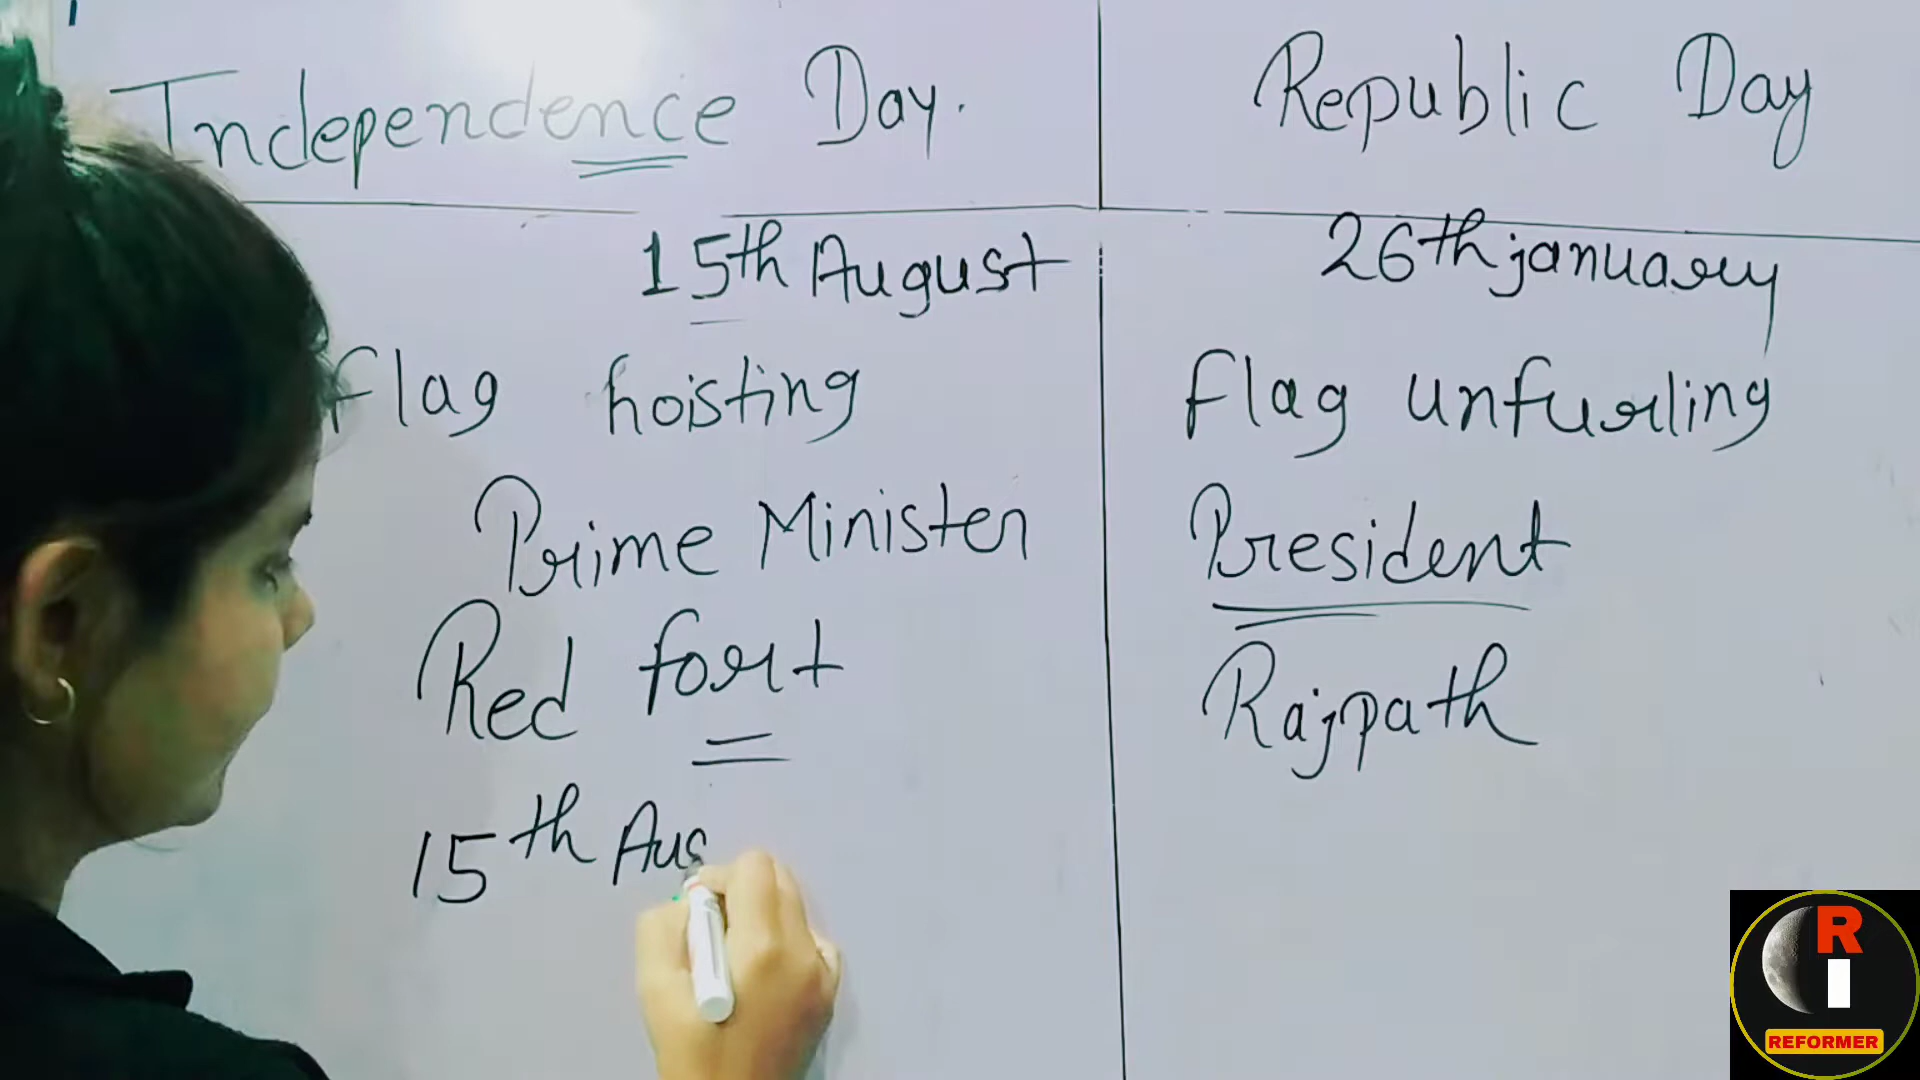 Independence Day.
Republic Day
15th August
26th january
flag hoisting
flag unfurling
Prime Minister
President
Red fort
Rajpath
15th Aug
R
I
REFORMER